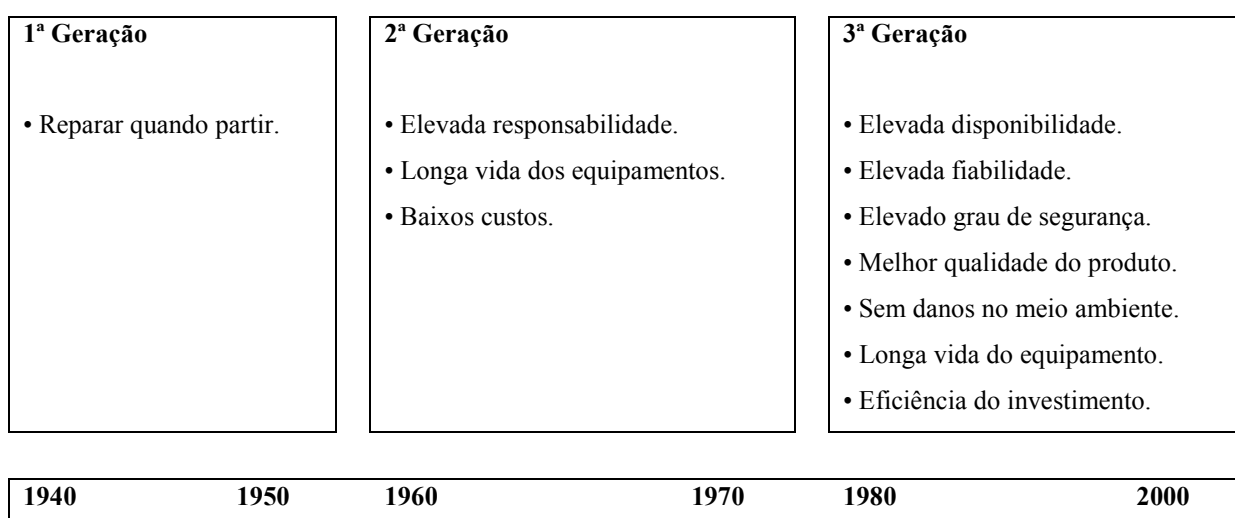 1ª Geração
• Reparar quando partir.
2ª Geração
• Elevada responsabilidade.
• Longa vida dos equipamentos.
• Baixos custos.
3ª Geração
• Elevada disponibilidade.
• Elevada fiabilidade.
• Elevado grau de segurança.
• Melhor qualidade do produto.
• Sem danos no meio ambiente.
• Longa vida do equipamento.
• Eficiência do investimento.
1940 1950 1960 1970 1980 2000